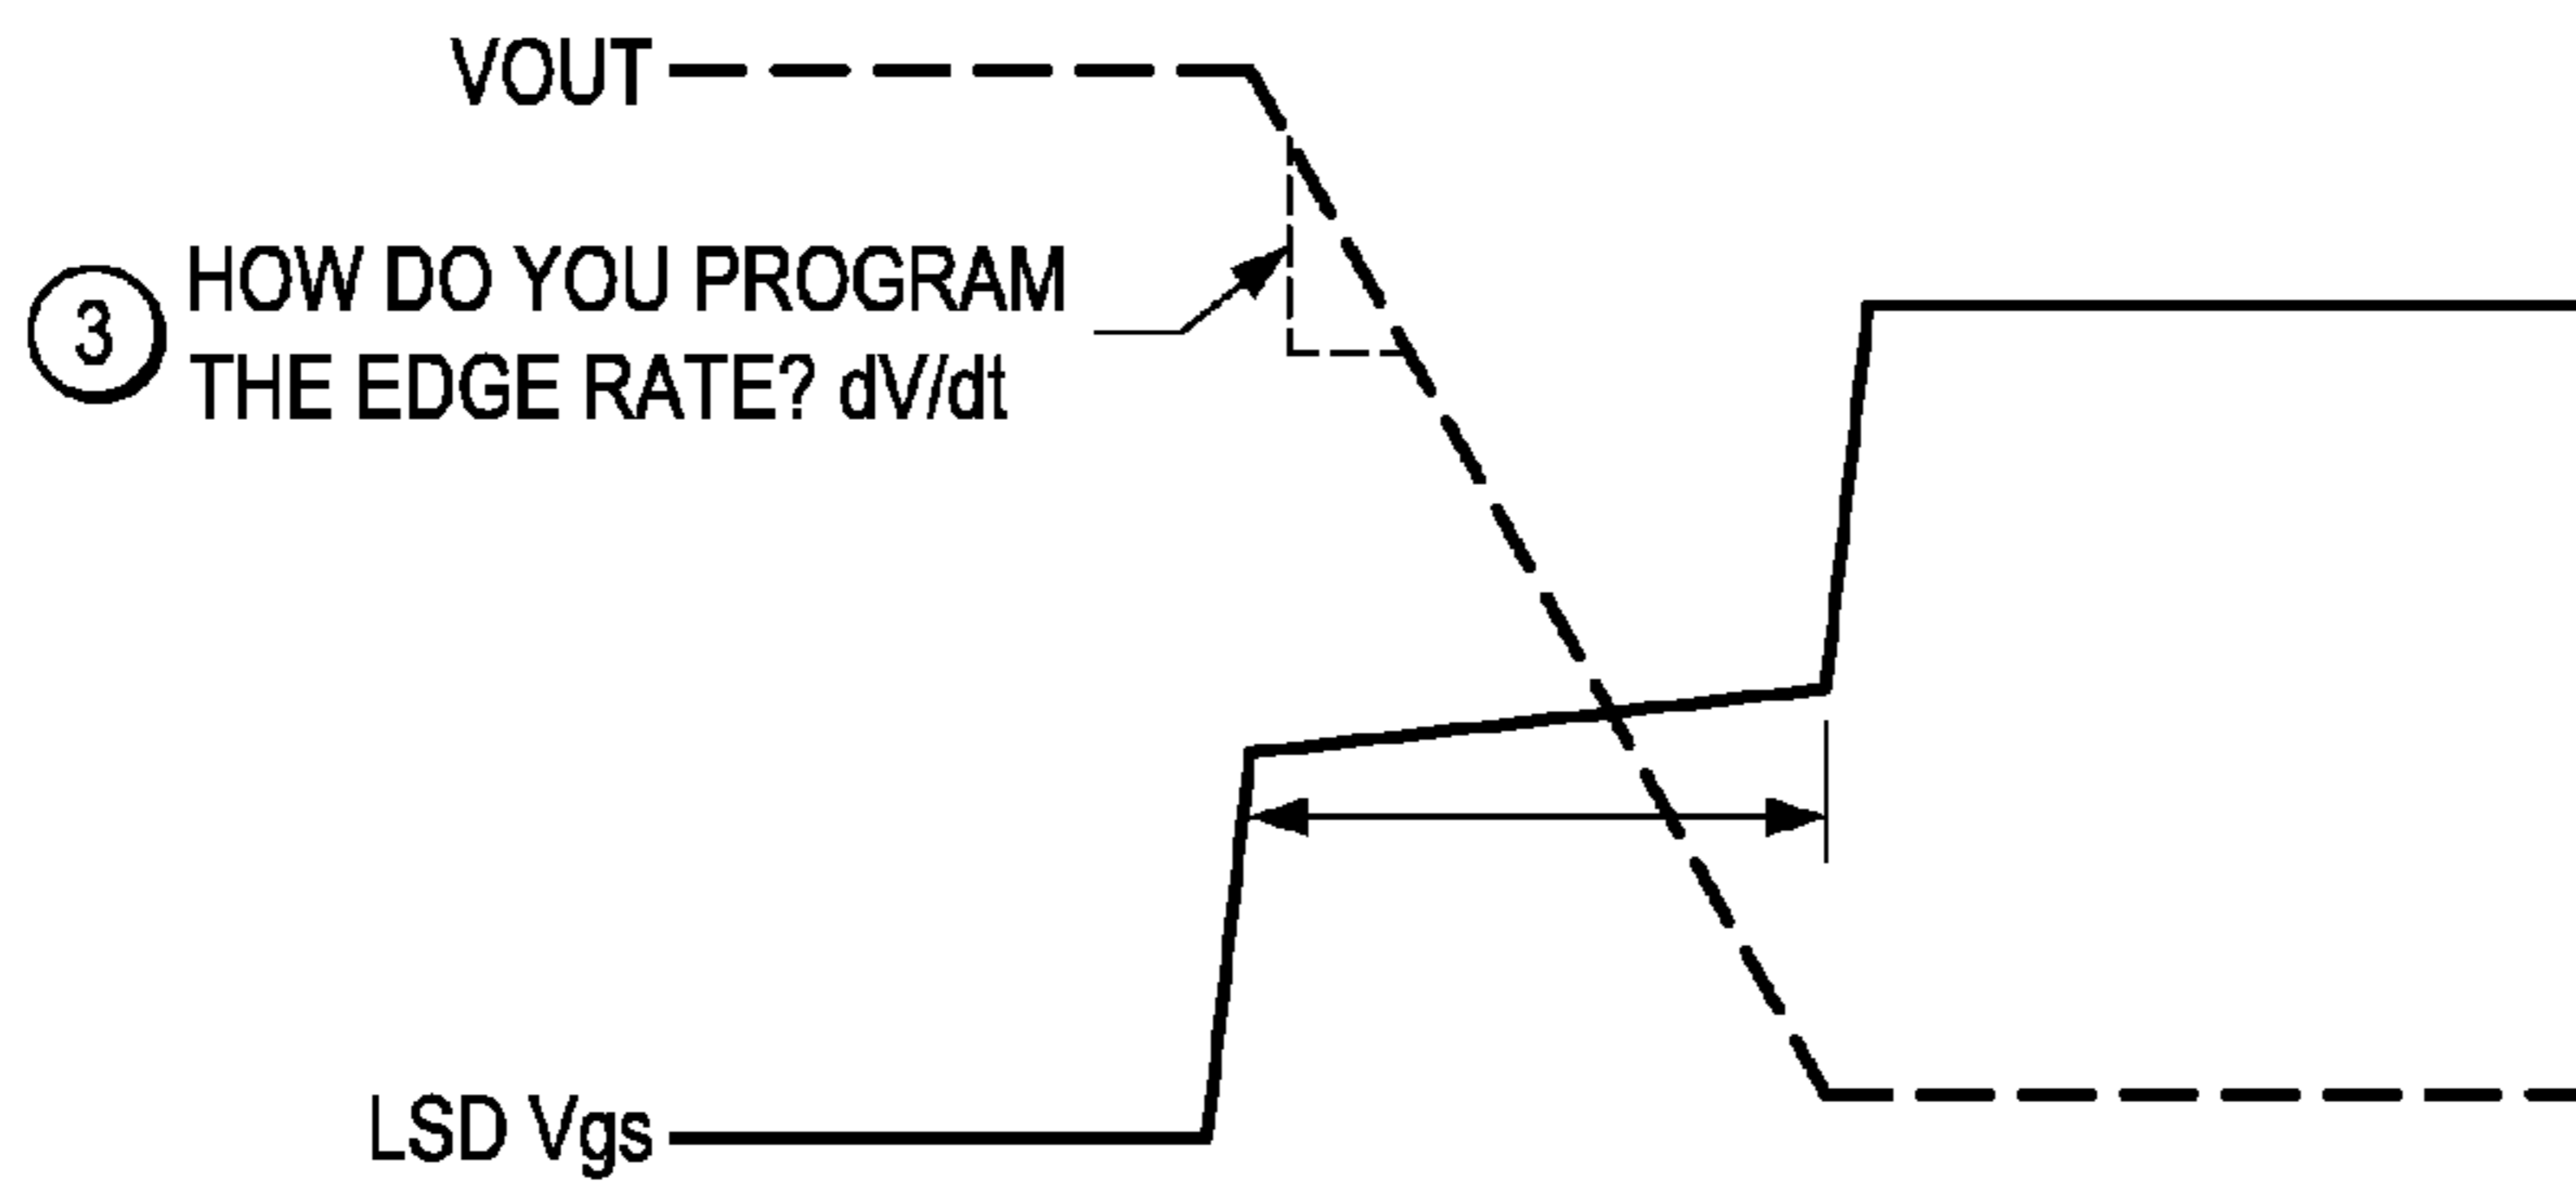 VOUT
3
HOW DO YOU PROGRAM
THE EDGE RATE? dV/dt
LSD Vgs